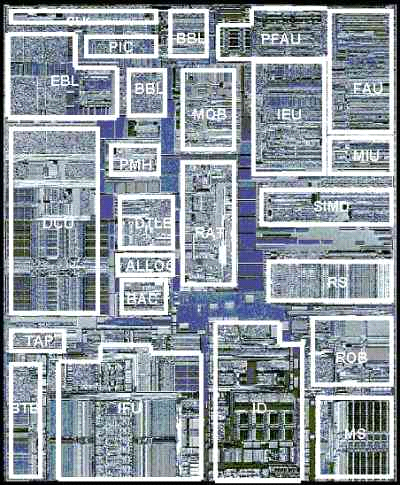 CLK
BBL
PFAU
PIC
EBL
BBL
MOB
IEU
FAU
PMH
MIU
DCU
DTLB
RAT
SIMD
ALLOC
BAC
RS
TAP
ROB
BTB
IFU
ID
MS